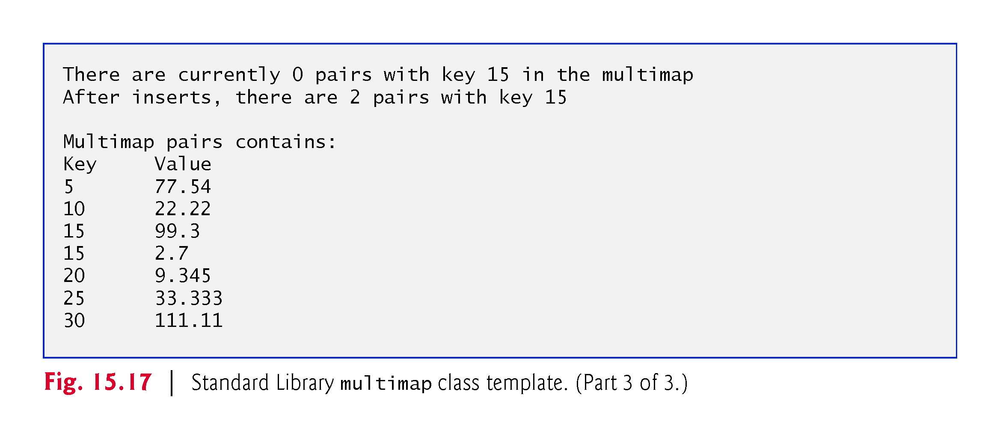 There are currently 0 pairs with key 15 in the multimap
After inserts, there are 2 pairs with key 15
Multimap pairs contains:
Key Value
5 77.54
10 22.22
15 99.3
15 2.7
20 9.345
25 33.333
30 111.11
Fig. 15.17 | Standard Library multimap class template. (Part 3 of 3.)